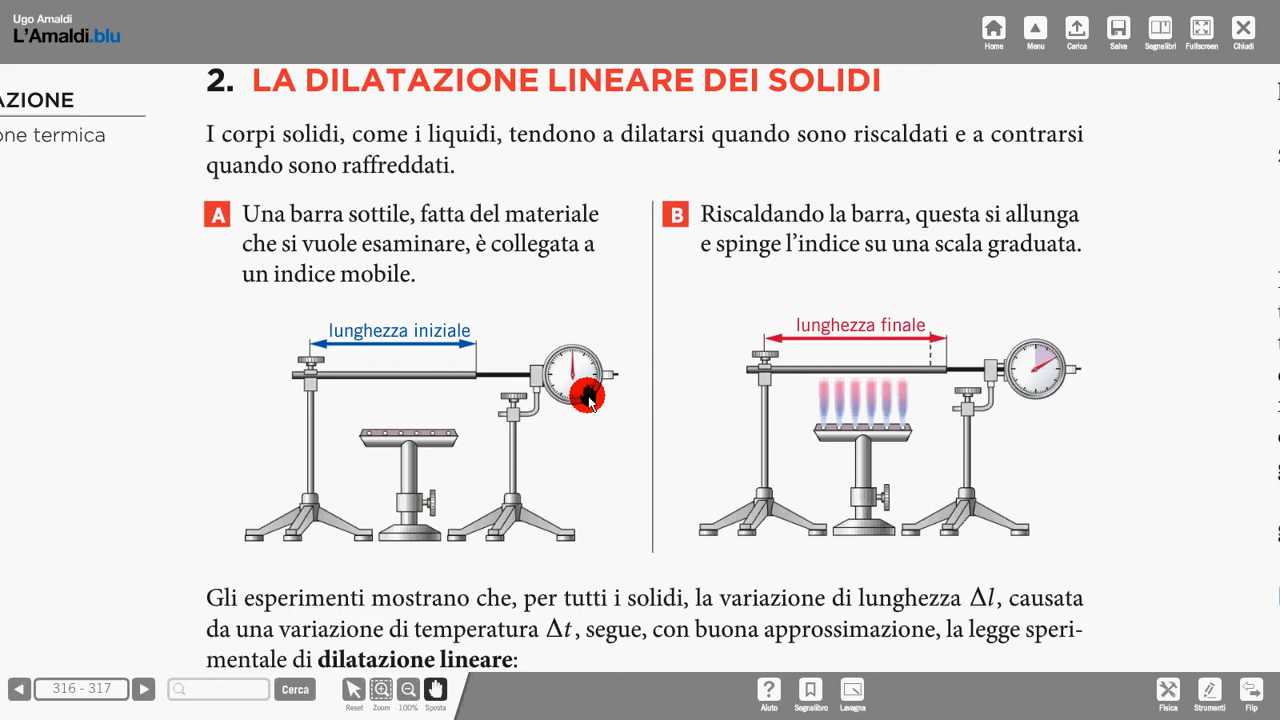 Ugo Amaldi
L'Amaldi.blu
Home
Menu
Carica
Salva
Segnalibri
Fullscreen
Chiudi
AZIONE
one termica
2. LA DILATAZIONE LINEARE DEI SOLIDI
I corpi solidi, come i liquidi, tendono a dilatarsi quando sono riscaldati e a contrarsi
quando sono raffreddati.
A Una barra sottile, fatta del materiale
che si vuole esaminare, è collegata a
un indice mobile.
lunghezza iniziale
B Riscaldando la barra, questa si allunga
e spinge l'indice su una scala graduata.
lunghezza finale
Gli esperimenti mostrano che, per tutti i solidi, la variazione di lunghezza Δl, causata
da una variazione di temperatura Δt, segue, con buona approssimazione, la legge speri-
mentale di dilatazione lineare:
316 - 317
Cerca
Reset
Zoom
100%
Sposta
Aiuto
Segnalibro
Lavagna
Fisica
Strumenti
Flip